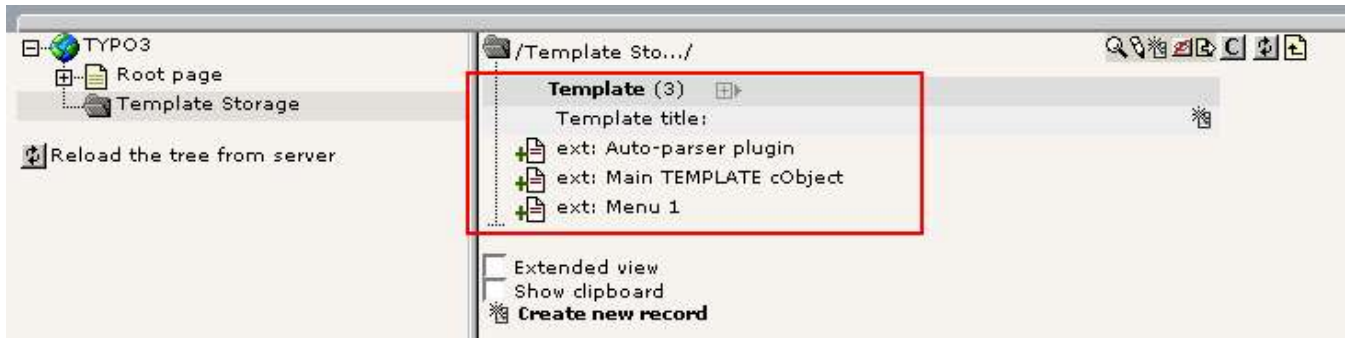 TYPO3
Root page
Template Storage
Reload the tree from server
/Template Sto.../
C
Template (3)
Template title:
ext: Auto-parser plugin
ext: Main TEMPLATE cObject
ext: Menu 1
Extended view
Show clipboard
Create new record